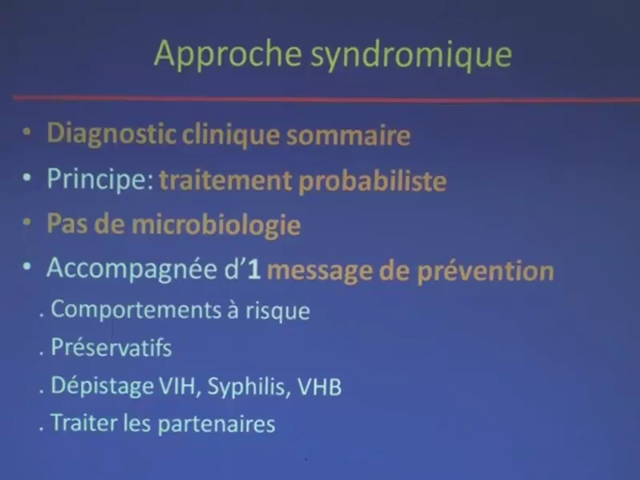 Approche syndromique
• Diagnostic clinique sommaire
• Principe: traitement probabiliste
• Pas de microbiologie
• Accompagnée d'1 message de prévention
. Comportements à risque
. Préservatifs
. Dépistage VIH, Syphilis, VHB
. Traiter les partenaires